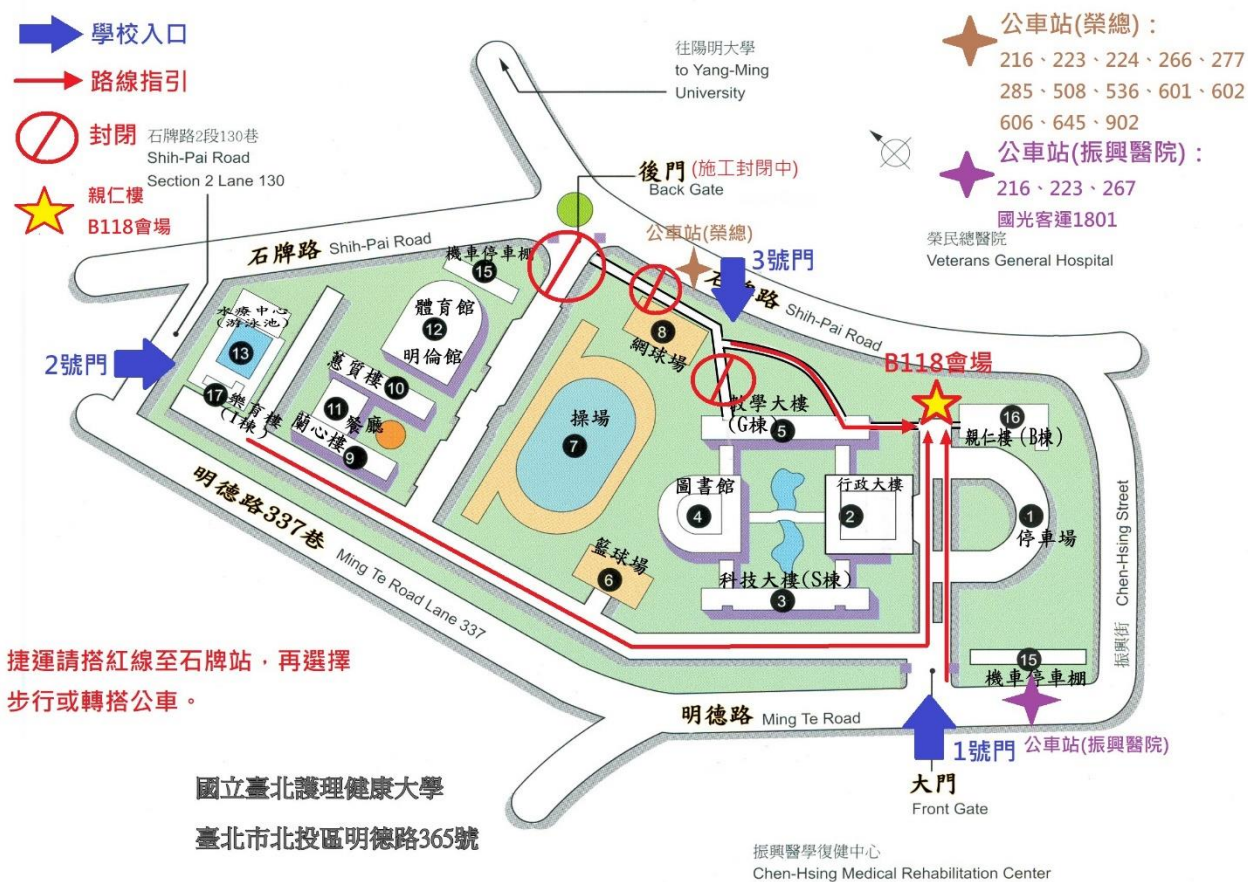 學校入口
路線指引
封閉
親仁樓
B118會場
石牌路2段130巷
Shih-Pai Road
Section 2 Lane 130
往陽明大學
to Yang-Ming
University
公車站(榮總)：
216、223、224、266、277
285、508、536、601、602
606、645、902
公車站(振興醫院)：
216、223、267
國光客運1801
榮民總醫院
Veterans General Hospital
後門 (施工封閉中)
Back Gate
公車站(榮總)
3號門
石牌路 Shih-Pai Road
石牌路 Shih-Pai Road
機車停車棚
15
體育館
12
明倫館
水療中心
(游泳池)
13
2號門
蕙質樓
10
17
樂育樓
(I棟)
11
餐廳
蘭心樓
9
8
網球場
操場
7
B118會場
教學大樓
(G棟)
5
16
親仁樓(B棟)
圖書館
4
行政大樓
2
1
停車場
籃球場
6
科技大樓(S棟)
3
明德路337巷 Ming Te Road Lane 337
振興街 Chen-Hsing Street
15
機車停車棚
明德路 Ming Te Road
1號門
公車站(振興醫院)
大門
Front Gate
捷運請搭紅線至石牌站，再選擇
步行或轉搭公車。
國立臺北護理健康大學
臺北市北投區明德路365號
振興醫學復健中心
Chen-Hsing Medical Rehabilitation Center